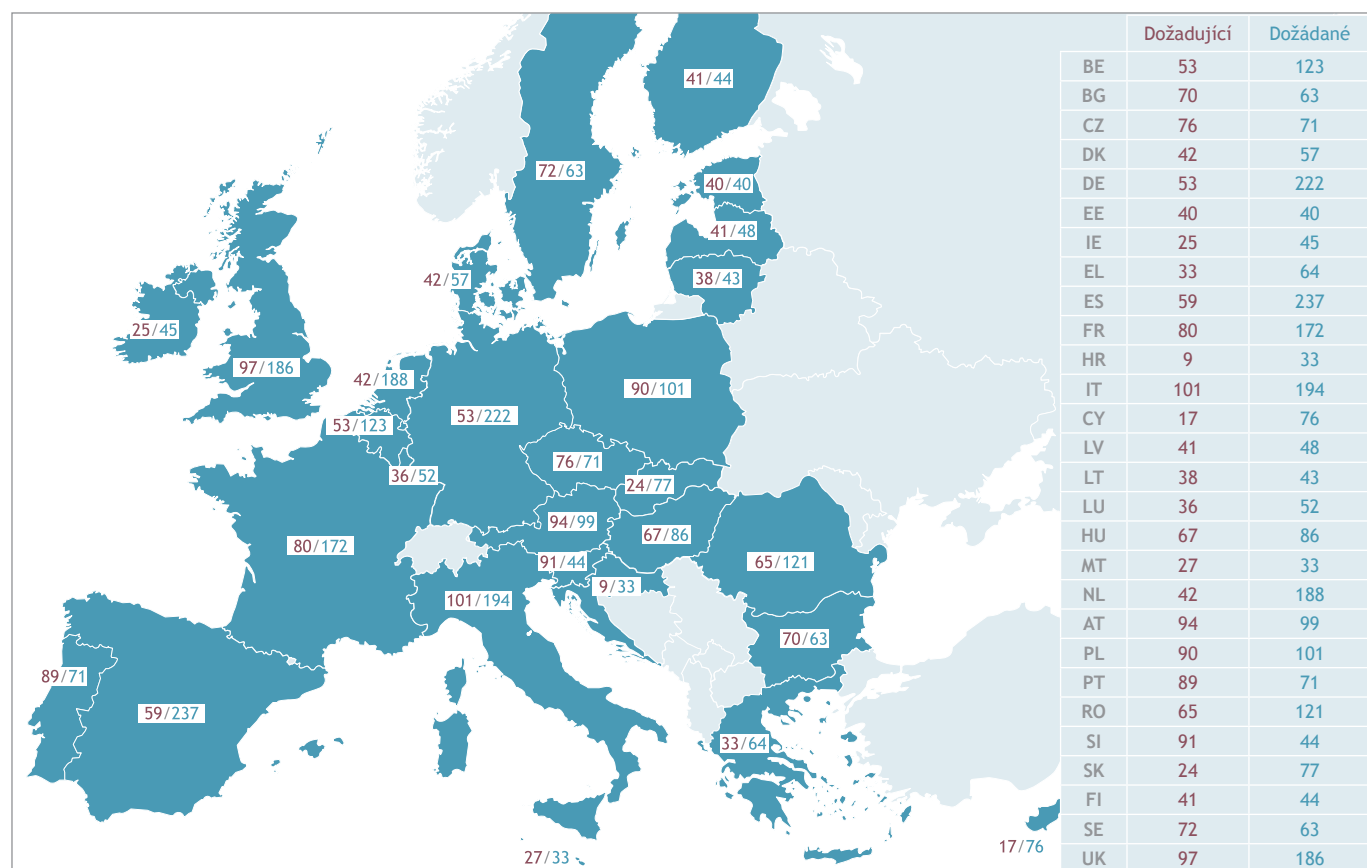 41/44
72/63
40/40
41/48
38/43
42/57
25/45
97/186
42/188
90/101
53/123
53/222
36/52
76/71
24/77
94/99
67/86
80/172
91/44
65/121
9/33
101/194
70/63
89/71
59/237
33/64
27/33
17/76
Dožadující Dožádané
BE 53 123
BG 70 63
CZ 76 71
DK 42 57
DE 53 222
EE 40 40
IE 25 45
EL 33 64
ES 59 237
FR 80 172
HR 9 33
IT 101 194
CY 17 76
LV 41 48
LT 38 43
LU 36 52
HU 67 86
MT 27 33
NL 42 188
AT 94 99
PL 90 101
PT 89 71
RO 65 121
SI 91 44
SK 24 77
FI 41 44
SE 72 63
UK 97 186